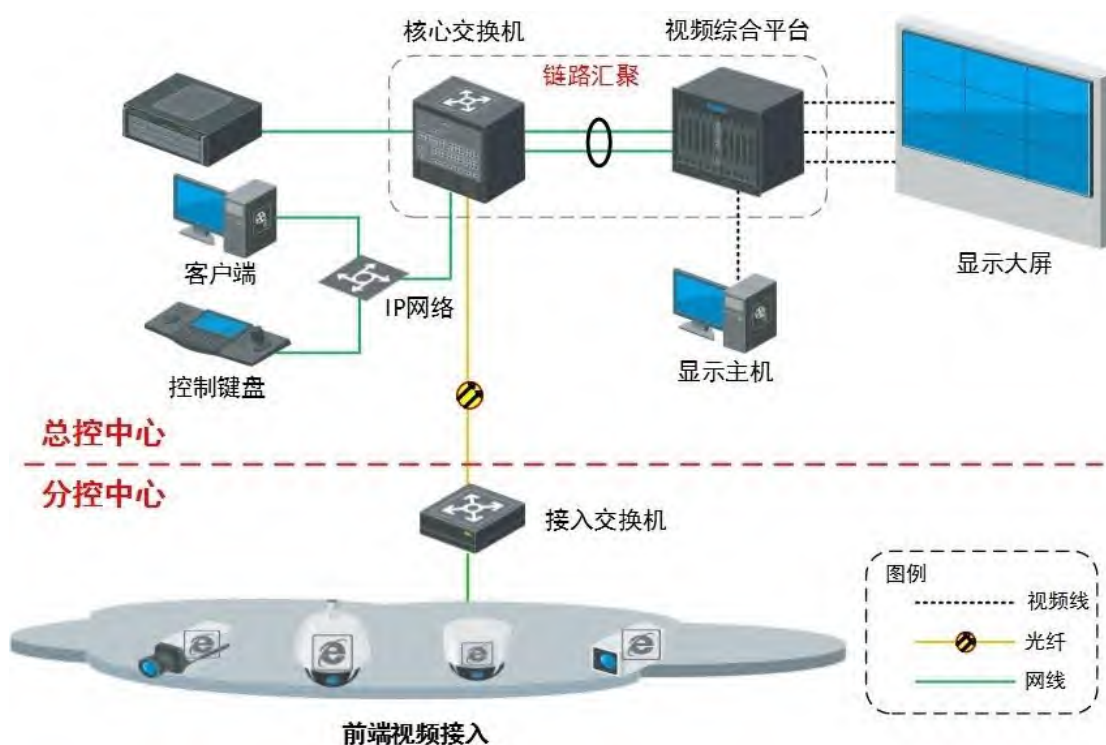 核心交换机
视频综合平台
链路汇聚
客户端
IP网络
显示大屏
控制键盘
显示主机
总控中心
分控中心
接入交换机
图例
视频线
光纤
网线
前端视频接入